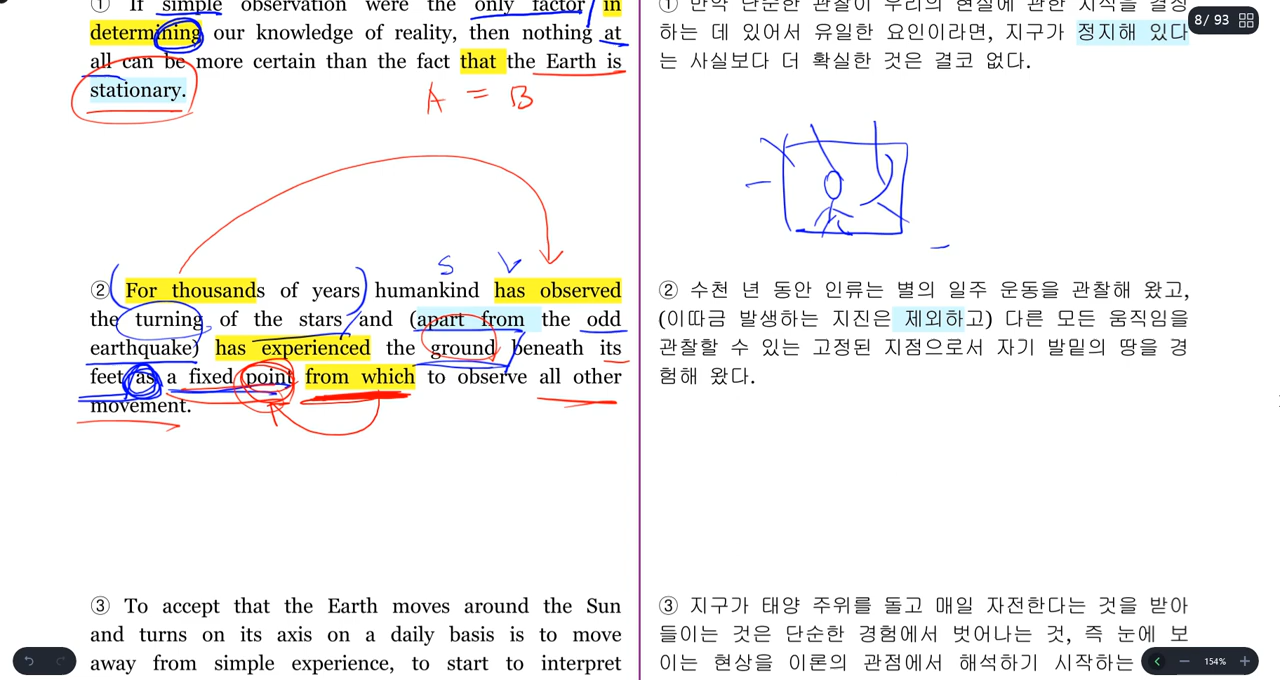 ① If simple observation were the only factor in
determining our knowledge of reality, then nothing at
all can be more certain than the fact that the Earth is
stationary.
A = B
S V
② For thousands of years humankind has observed
the turning of the stars and (apart from the odd
earthquake) has experienced the ground beneath its
feet as a fixed point from which to observe all other
movement.
③ To accept that the Earth moves around the Sun
and turns on its axis on a daily basis is to move
away from simple experience, to start to interpret
① 만약 단순한 관찰이 우리의 현실에 관한 지식을 결정
하는 데 있어서 유일한 요인이라면, 지구가 정지해 있다
는 사실보다 더 확실한 것은 결코 없다.
② 수천 년 동안 인류는 별의 일주 운동을 관찰해 왔고,
(이따금 발생하는 지진은 제외하고) 다른 모든 움직임을
관찰할 수 있는 고정된 지점으로서 자기 발밑의 땅을 경
험해 왔다.
③ 지구가 태양 주위를 돌고 매일 자전한다는 것을 받아
들이는 것은 단순한 경험에서 벗어나는 것, 즉 눈에 보
이는 현상을 이론의 관점에서 해석하기 시작하는
8 / 93
154%